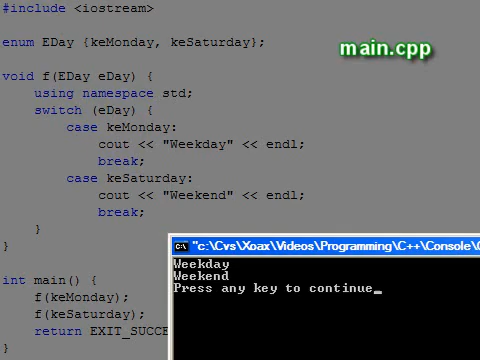 #include <iostream>
enum EDay {keMonday, keSaturday};
main.cpp
void f(EDay eDay) {
using namespace std;
switch (eDay) {
case keMonday:
cout << "Weekday" << endl;
break;
case keSaturday:
cout << "Weekend" << endl;
break;
}
}
int main() {
f(keMonday);
f(keSaturday);
return EXIT_SUCCE
}
"c:\Cvs\Xoax\Videos\Programming\C++\Console\
Weekday
Weekend
Press any key to continue_